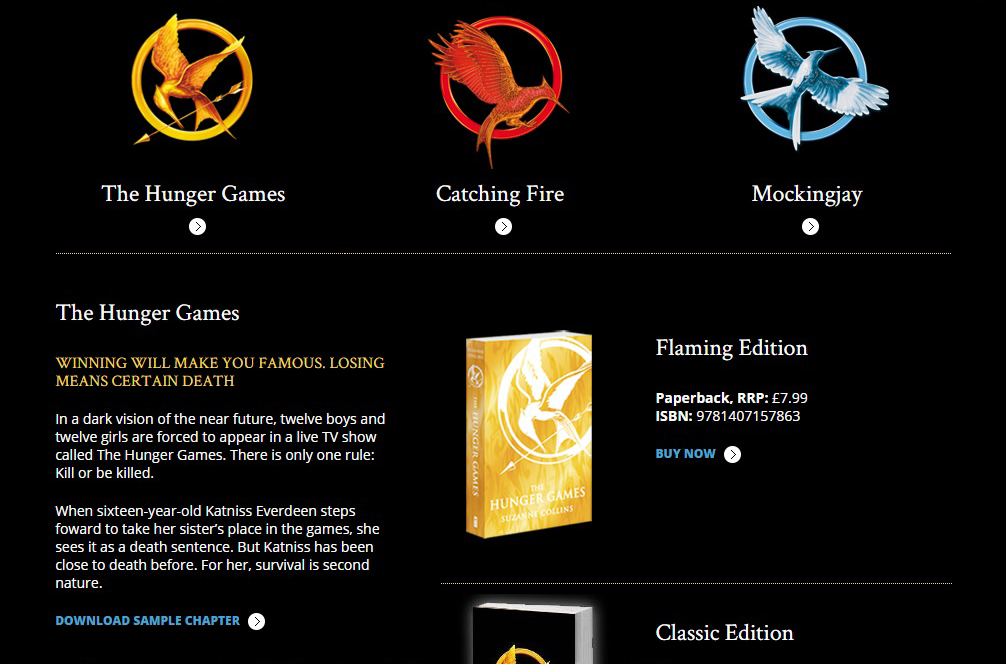 The Hunger Games
Catching Fire
Mockingjay
The Hunger Games
WINNING WILL MAKE YOU FAMOUS. LOSING
MEANS CERTAIN DEATH
In a dark vision of the near future, twelve boys and
twelve girls are forced to appear in a live TV show
called The Hunger Games. There is only one rule:
Kill or be killed.
When sixteen-year-old Katniss Everdeen steps
foward to take her sister's place in the games, she
sees it as a death sentence. But Katniss has been
close to death before. For her, survival is second
nature.
DOWNLOAD SAMPLE CHAPTER
THE HUNGER GAMES
THE
HUNGER GAMES
SUZANNE COLLINS
Flaming Edition
Paperback, RRP: £7.99
ISBN: 9781407157863
BUY NOW
Classic Edition